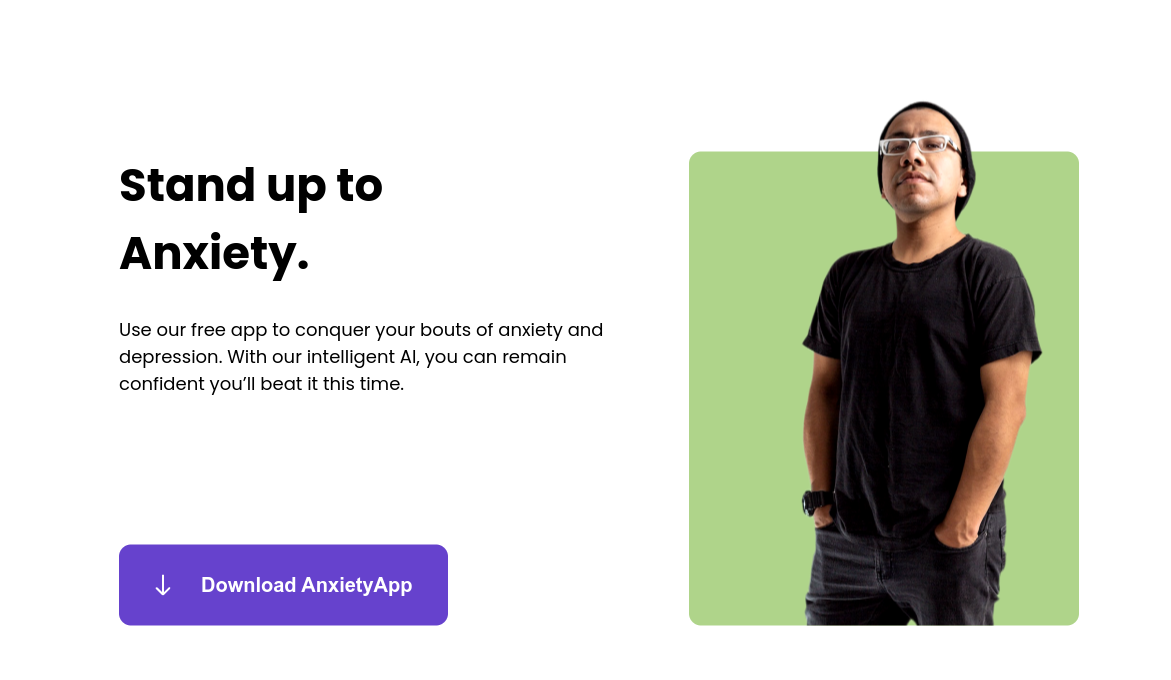 Stand up to
Anxiety.
Use our free app to conquer your bouts of anxiety and
depression. With our intelligent AI, you can remain
confident you’ll beat it this time.
Download AnxietyApp